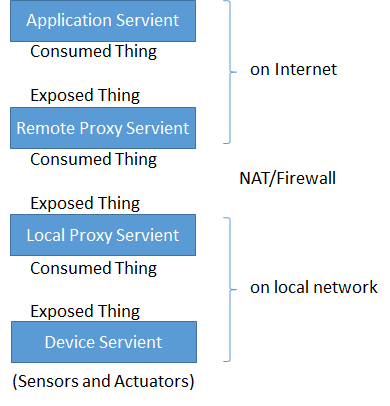 Application Servient
Consumed Thing
on Internet
Exposed Thing
Remote Proxy Servient
Consumed Thing
NAT/Firewall
Exposed Thing
Local Proxy Servient
Consumed Thing
on local network
Exposed Thing
Device Servient
(Sensors and Actuators)